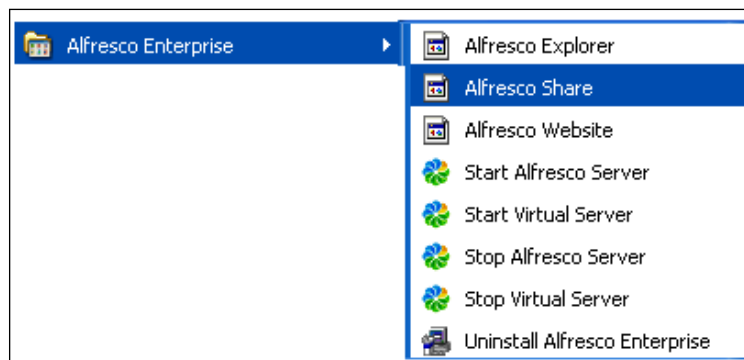 Alfresco Enterprise
Alfresco Explorer
Alfresco Share
Alfresco Website
Start Alfresco Server
Start Virtual Server
Stop Alfresco Server
Stop Virtual Server
Uninstall Alfresco Enterprise